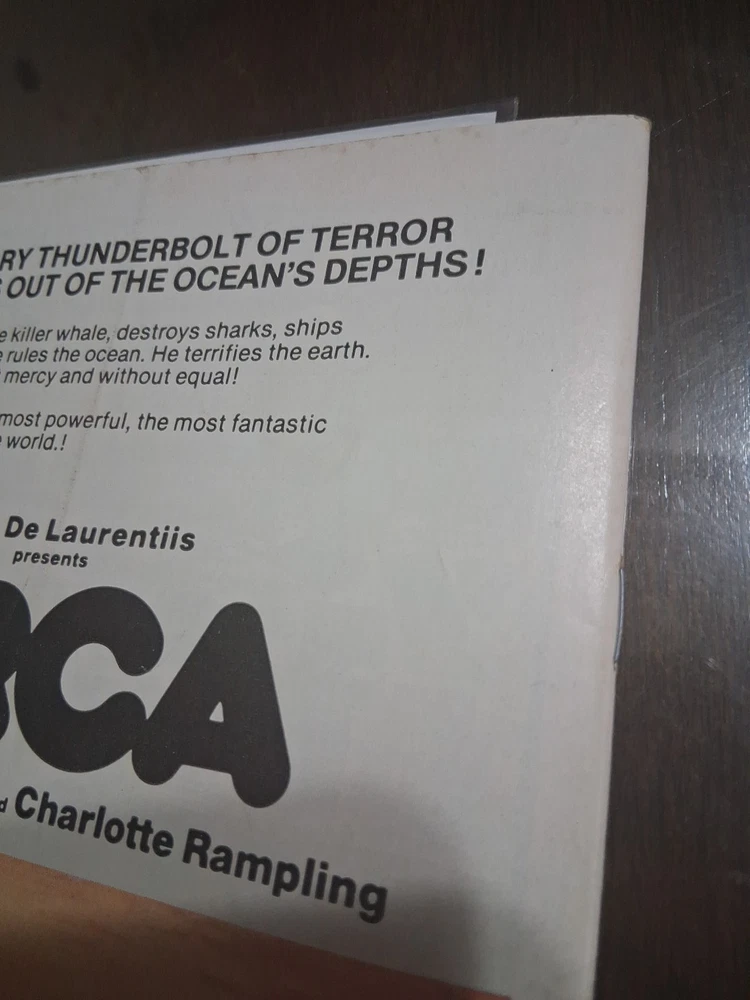 RY THUNDERBOLT OF TERROR
OUT OF THE OCEAN'S DEPTHS!
e killer whale, destroys sharks, ships
e rules the ocean. He terrifies the earth.
mercy and without equal!
most powerful, the most fantastic
world.!
De Laurentiis
presents
CA
d Charlotte Rampling